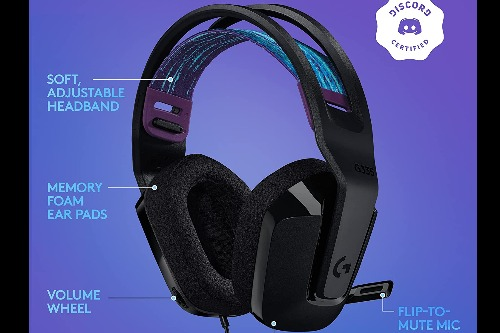 DISCORD
CERTIFIED
SOFT,
ADJUSTABLE
HEADBAND
MEMORY
FOAM
EAR PADS
VOLUME
WHEEL
FLIP-TO-
MUTE MIC